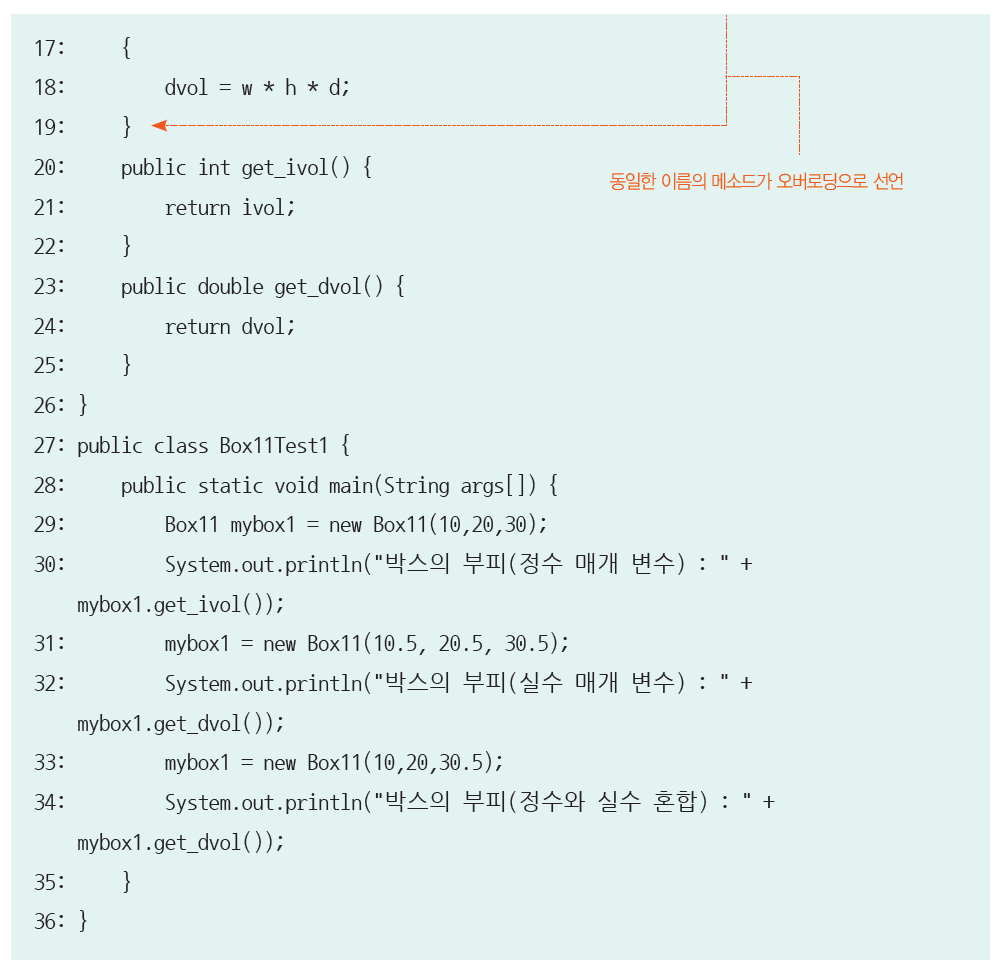 17:     {
18:         dvol = w * h * d;
19:     }
20:     public int get_ivol() {
동일한 이름의 메소드가 오버로딩으로 선언
21:         return ivol;
22:     }
23:     public double get_dvol() {
24:         return dvol;
25:     }
26: }
27: public class Box11Test1 {
28:     public static void main(String args[]) {
29:         Box11 mybox1 = new Box11(10,20,30);
30:         System.out.println("박스의 부피(정수 매개 변수) : " +
mybox1.get_ivol());
31:         mybox1 = new Box11(10.5, 20.5, 30.5);
32:         System.out.println("박스의 부피(실수 매개 변수) : " +
mybox1.get_dvol());
33:         mybox1 = new Box11(10,20,30.5);
34:         System.out.println("박스의 부피(정수와 실수 혼합) : " +
mybox1.get_dvol());
35:     }
36: }